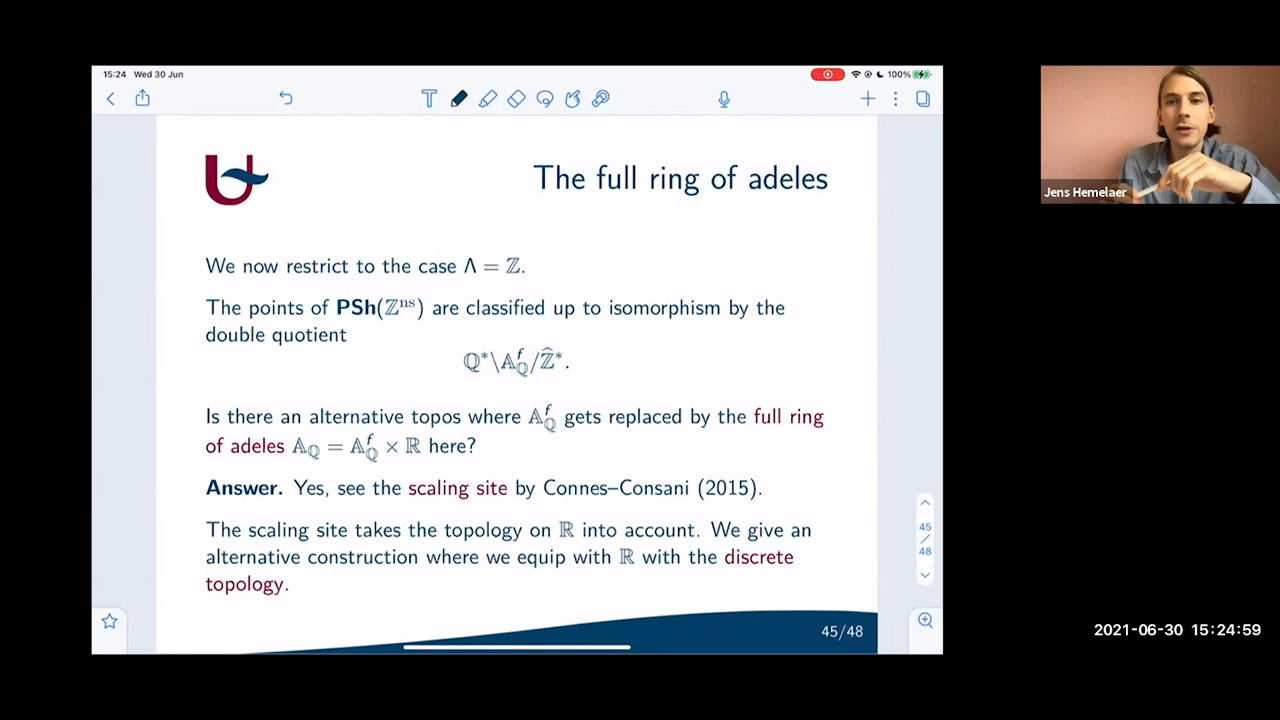 15:24 Wed 30 Jun
100%
The full ring of adeles
We now restrict to the case Λ = ℤ.
The points of PSh(ℤⁿˢ) are classified up to isomorphism by the
double quotient
ℚ*\𝔸^f_ℚ/ℤ̂*.
Is there an alternative topos where 𝔸^f_ℚ gets replaced by the full ring
of adeles 𝔸_ℚ = 𝔸^f_ℚ × ℝ here?
Answer. Yes, see the scaling site by Connes–Consani (2015).
The scaling site takes the topology on ℝ into account. We give an
alternative construction where we equip with ℝ with the discrete
topology.
45/48
45
/
48
Jens Hemelaer
2021-06-30 15:24:59